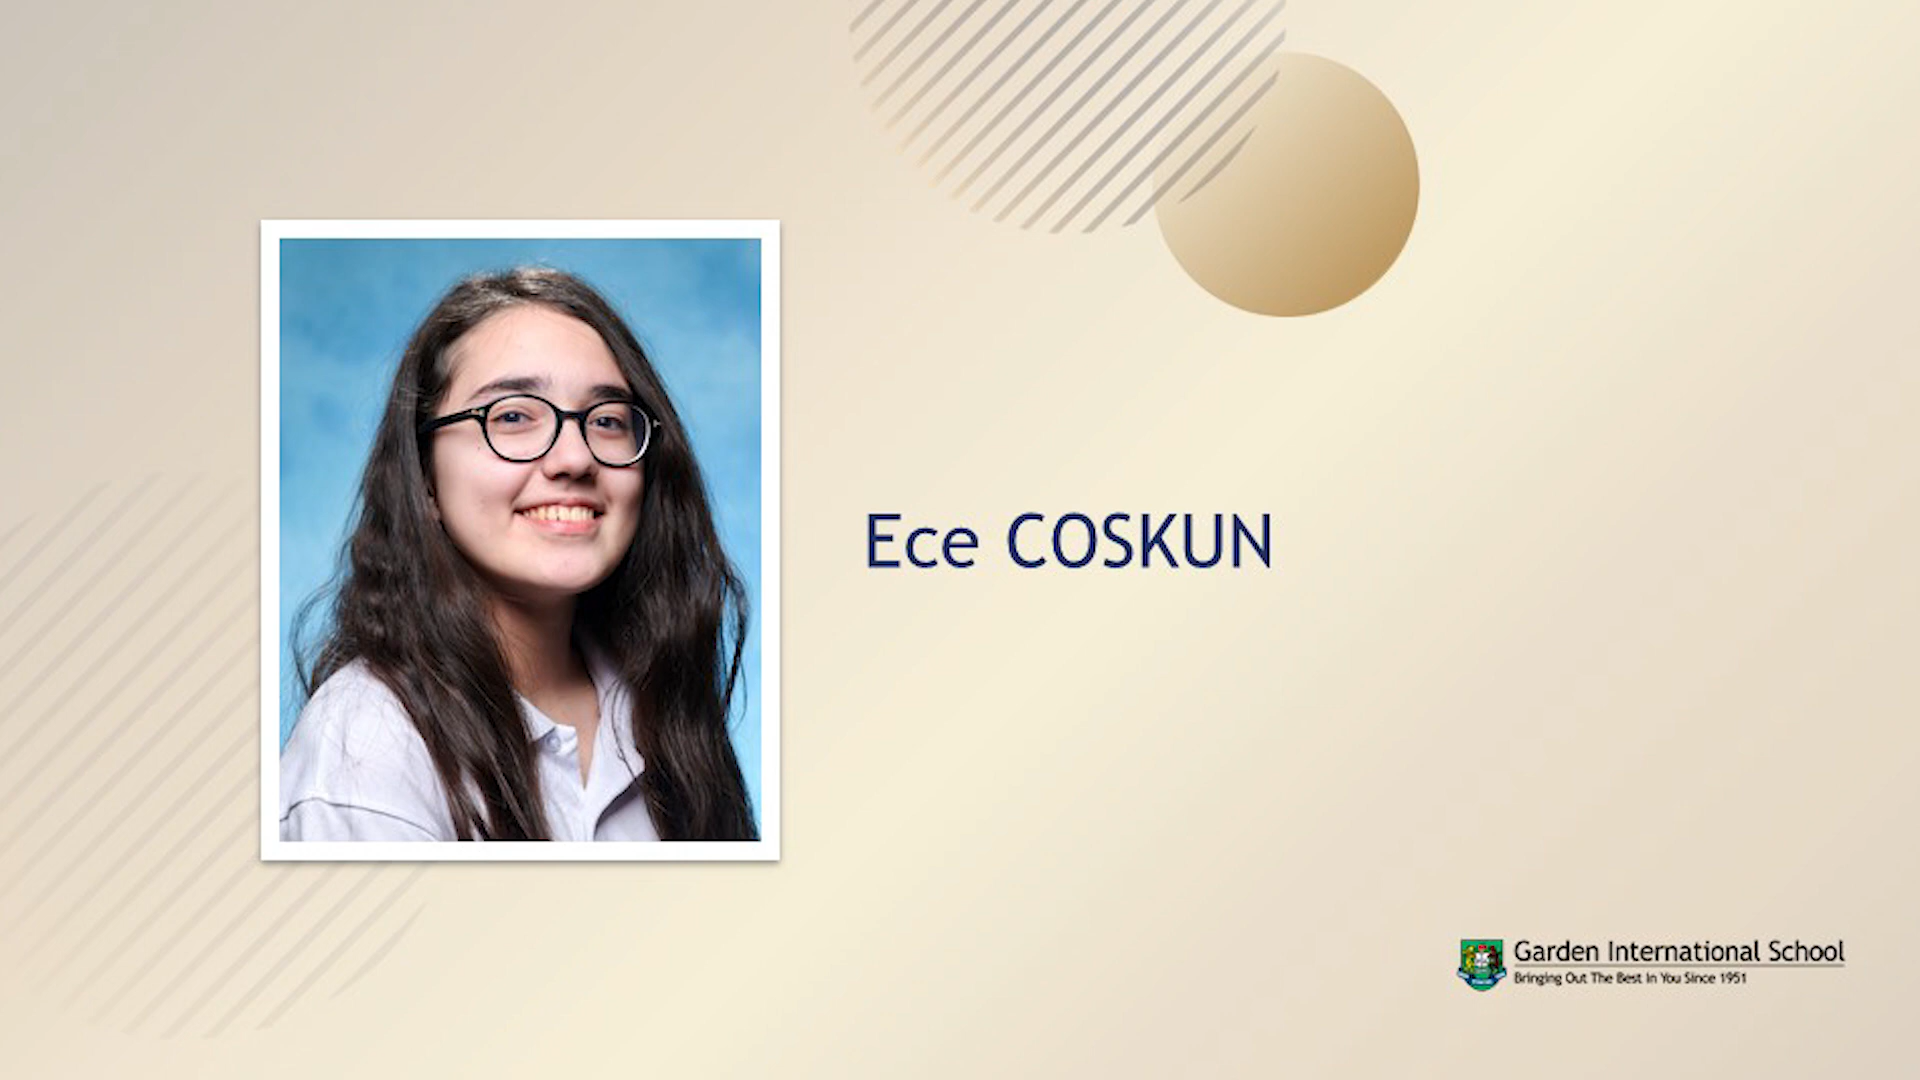 Ece COSKUN
Garden International School
Bringing Out The Best In You Since 1951